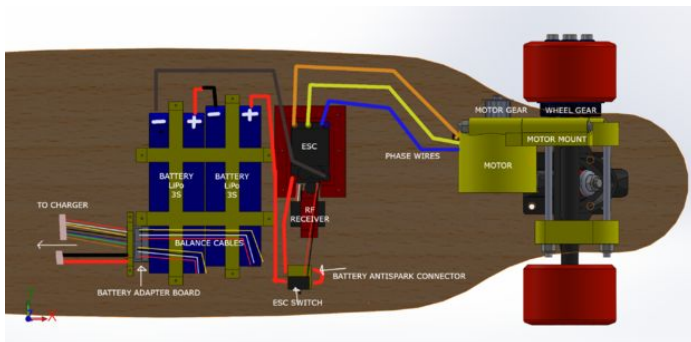 MOTOR GEAR
WHEEL GEAR
− + − +
MOTOR MOUNT
ESC
PHASE WIRES
MOTOR
BATTERY
LiPo
3S
BATTERY
LiPo
3S
TO CHARGER
RF
RECEIVER
BALANCE CABLES
BATTERY ANTISPARK CONNECTOR
BATTERY ADAPTER BOARD
ESC SWITCH
Y
X